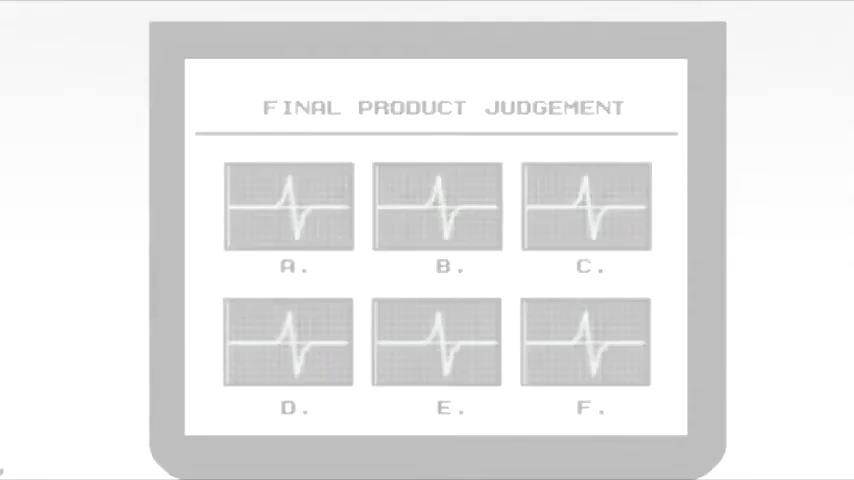 FINAL PRODUCT JUDGEMENT
A. B. C.
D. E. F.